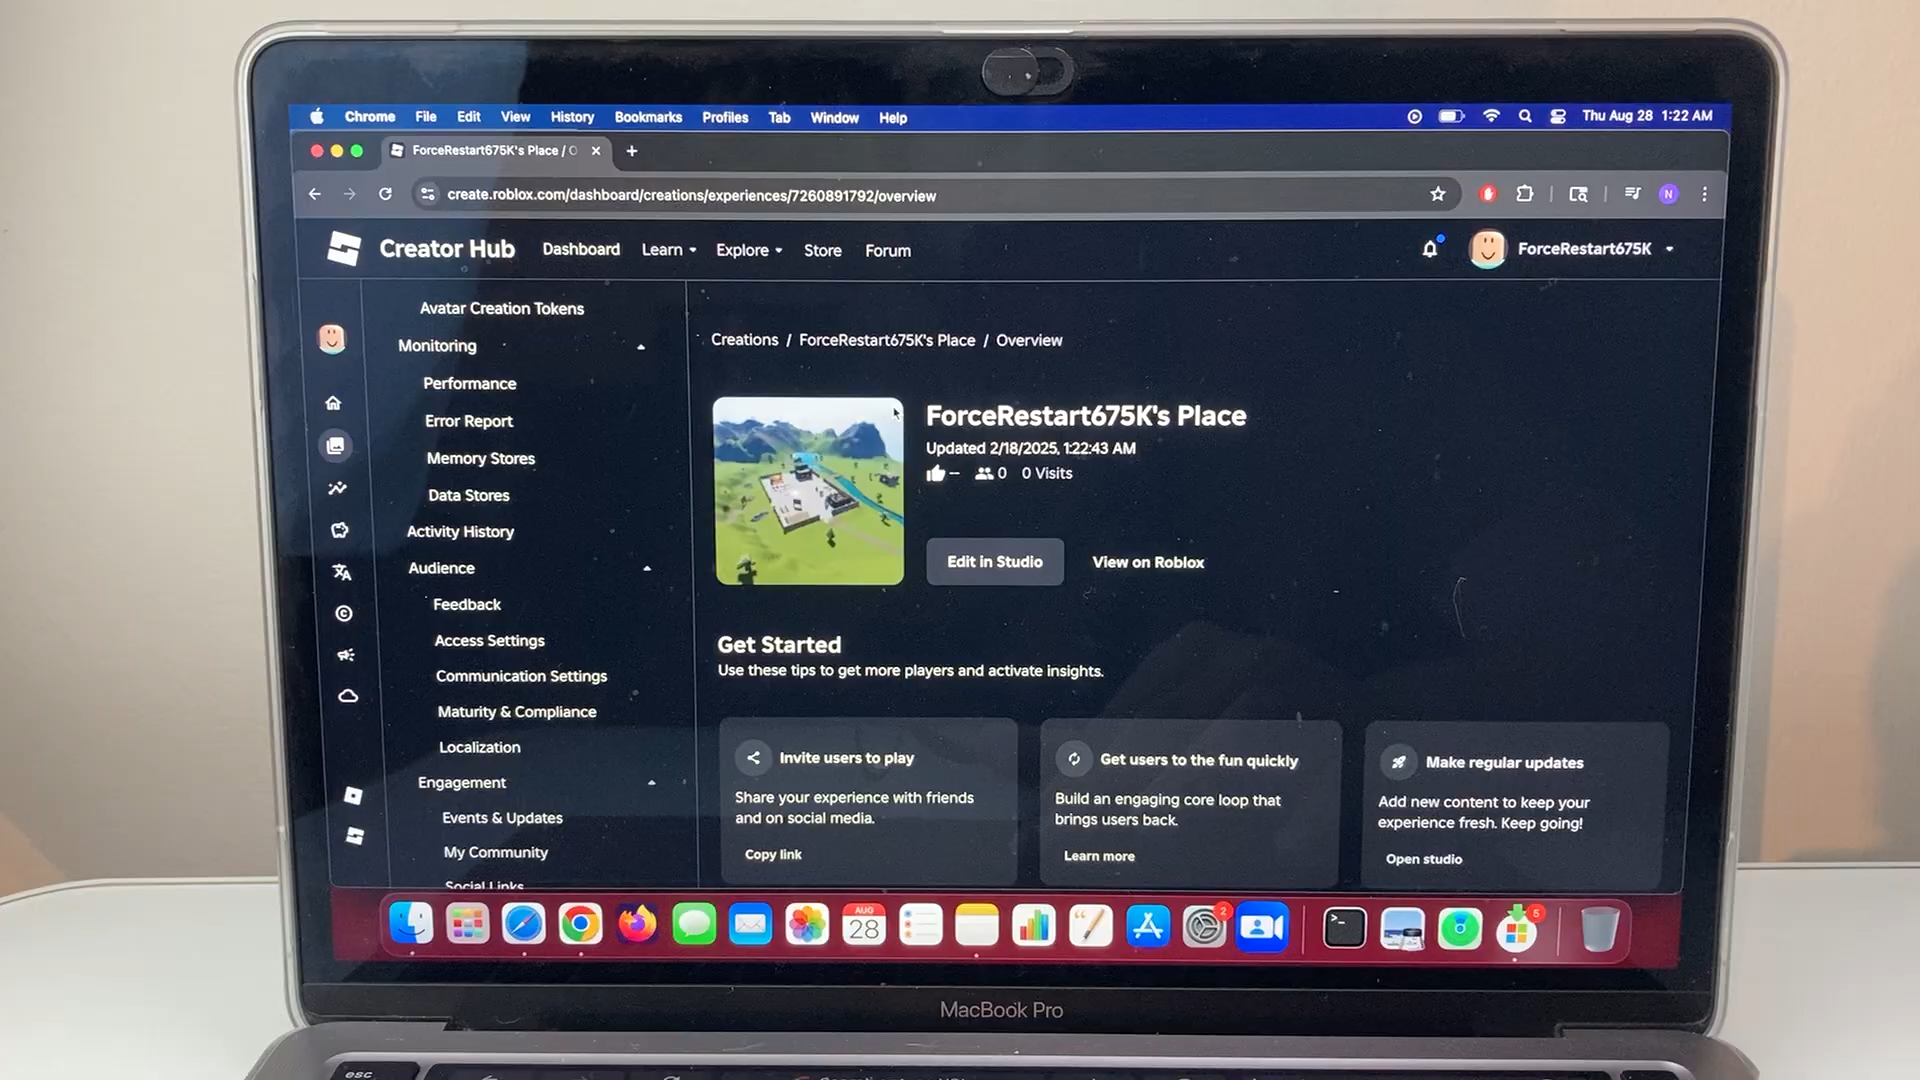 Chrome File Edit View History Bookmarks Profiles Tab Window Help Thu Aug 28 1:22 AM
ForceRestart675K's Place /
create.roblox.com/dashboard/creations/experiences/7260891792/overview
N
Creator Hub Dashboard Learn Explore Store Forum ForceRestart675K
Avatar Creation Tokens
Monitoring
Performance
Error Report
Memory Stores
Data Stores
Activity History
Audience
Feedback
Access Settings
Communication Settings
Maturity & Compliance
Localization
Engagement
Events & Updates
My Community
Social Links
Creations / ForceRestart675K's Place / Overview
ForceRestart675K's Place
Updated 2/18/2025, 1:22:43 AM
-- 0 0 Visits
Edit in Studio View on Roblox
Get Started
Use these tips to get more players and activate insights.
Invite users to play
Share your experience with friends
and on social media.
Copy link
Get users to the fun quickly
Build an engaging core loop that
brings users back.
Learn more
Make regular updates
Add new content to keep your
experience fresh. Keep going!
Open studio
AUG
28
2
5
MacBook Pro
esc